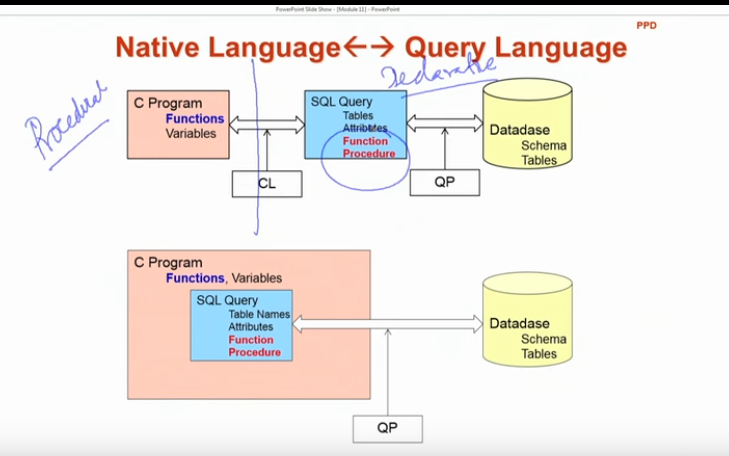 PowerPoint Slide Show - [Module 11] - PowerPoint
PPD
Native Language←→ Query Language
Procedural
Declarative
C Program
Functions
Variables
SQL Query
Tables
Attributes
Function
Procedure
Datadase
Schema
Tables
CL
QP
C Program
Functions, Variables
SQL Query
Table Names
Attributes
Function
Procedure
Datadase
Schema
Tables
QP